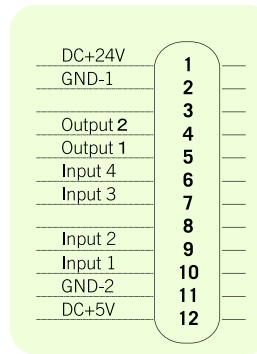 DC+24V 1
GND-1 2
3
Output 2 4
Output 1 5
Input 4 6
Input 3 7
8
Input 2 9
Input 1 10
GND-2 11
DC+5V 12